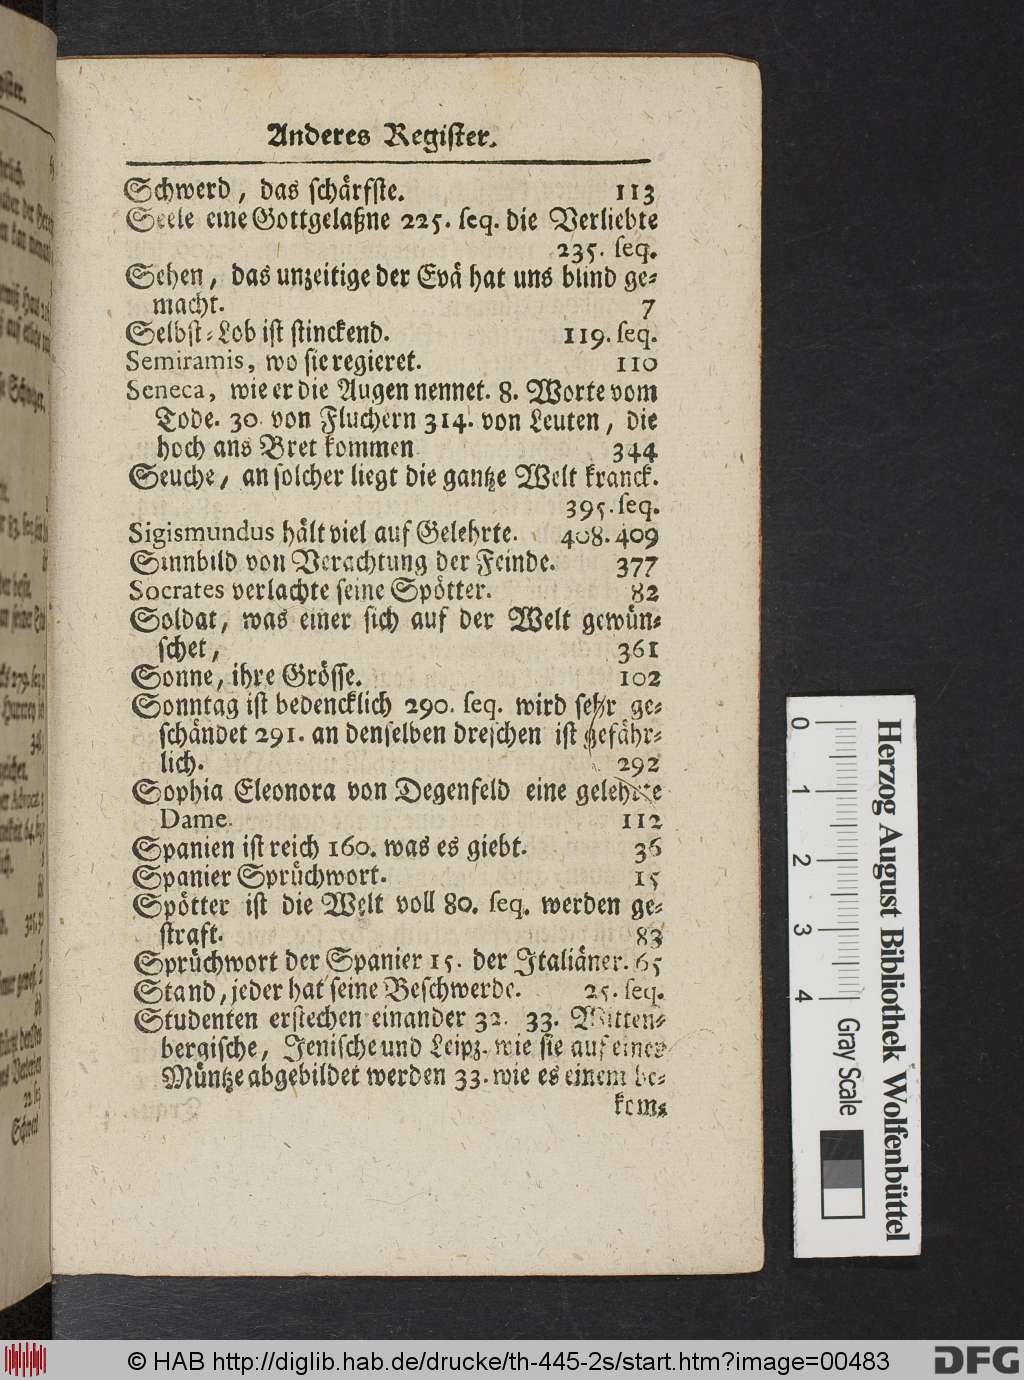 Anderes Register.
Schwerd, das schärfste. 113
Seele eine Gottgelaßne 225. seq. die Verliebte
235. seq.
Sehen, das unzeitige der Evä hat uns blind ge-
macht. 7
Selbst-Lob ist stinckend. 119. seq.
Semiramis, wo sie regieret. 110
Seneca, wie er die Augen nennet. 8. Worte vom
Tode. 30 von Fluchern 314. von Leuten, die
hoch ans Bret kommen 344
Seuche, an solcher liegt die gantze Welt kranck.
395. seq.
Sigismundus hält viel auf Gelehrte. 408. 409
Sinnbild von Verachtung der Feinde. 377
Socrates verlachte seine Spötter. 82
Soldat, was einer sich auf der Welt gewün-
schet, 361
Sonne, ihre Grösse. 102
Sonntag ist bedencklich 290. seq. wird sehr ge-
schändet 291. an denselben dreschen ist gefähr-
lich. 292
Sophia Eleonora von Degenfeld eine gelehrte
Dame. 112
Spanien ist reich 160. was es giebt. 36
Spanier Sprüchwort. 15
Spötter ist die Welt voll 80. seq. werden ge-
straft. 83
Sprüchwort der Spanier 15. der Italiäner. 65
Stand, jeder hat seine Beschwerde. 25. seq.
Studenten erstechen einander 32. 33. Witten-
bergische, Jenische und Leipz. wie sie auf einer
Müntze abgebildet werden 33. wie es einem be-
kom-
0 1 2 3 4
Herzog August Bibliothek Wolfenbüttel
Gray Scale
© HAB http://diglib.hab.de/drucke/th-445-2s/start.htm?image=00483
DFG